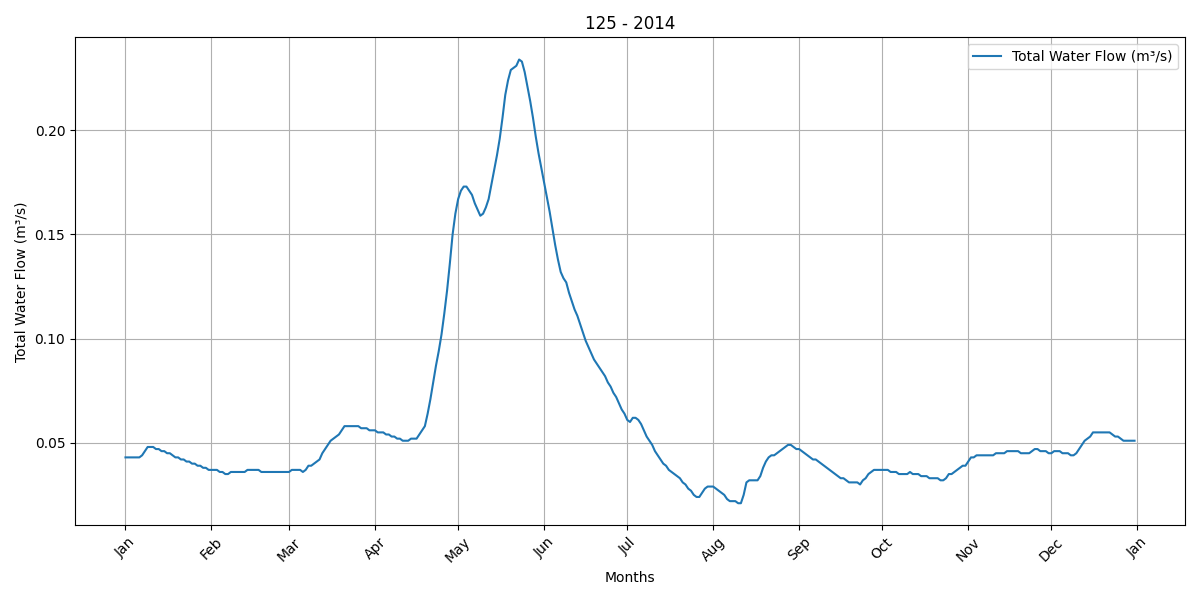 125 - 2014
Total Water Flow (m³/s)
Total Water Flow (m³/s)
0.20
0.15
0.10
0.05
Jan Feb Mar Apr May Jun Jul Aug Sep Oct Nov Dec Jan
Months